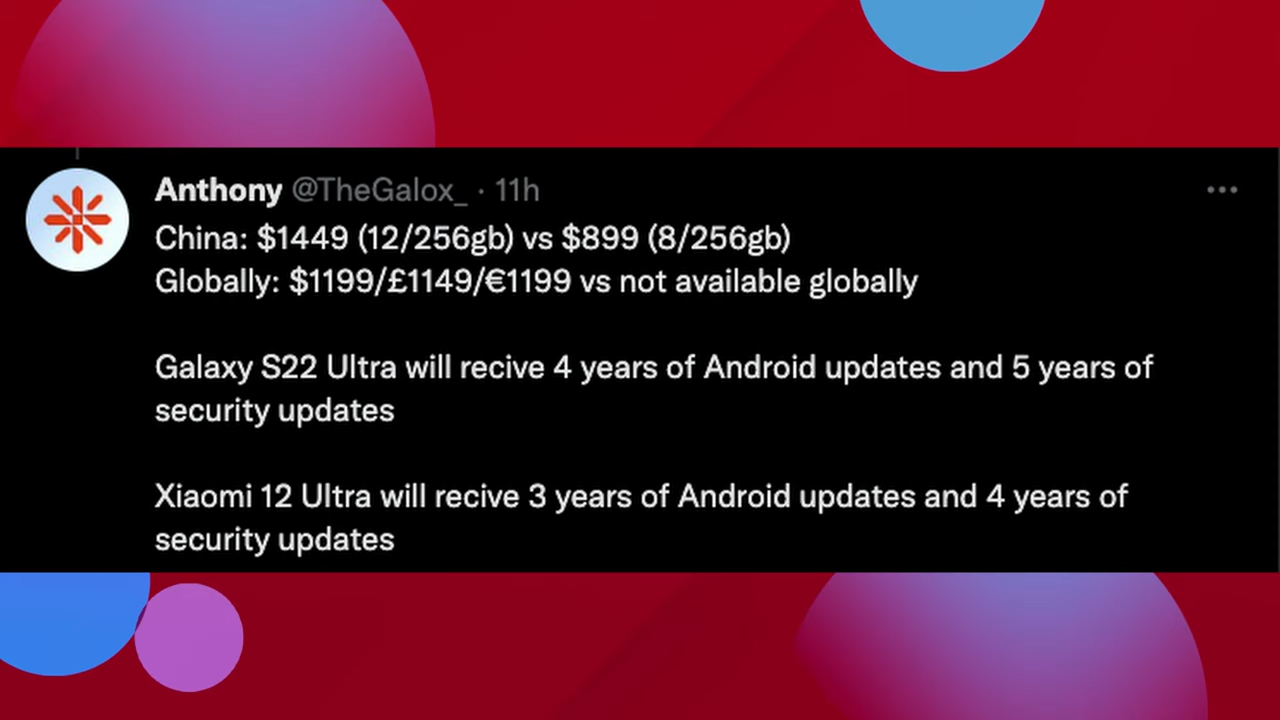 Anthony @TheGalox_ · 11h
China: $1449 (12/256gb) vs $899 (8/256gb)
Globally: $1199/£1149/€1199 vs not available globally
Galaxy S22 Ultra will recive 4 years of Android updates and 5 years of
security updates
Xiaomi 12 Ultra will recive 3 years of Android updates and 4 years of
security updates